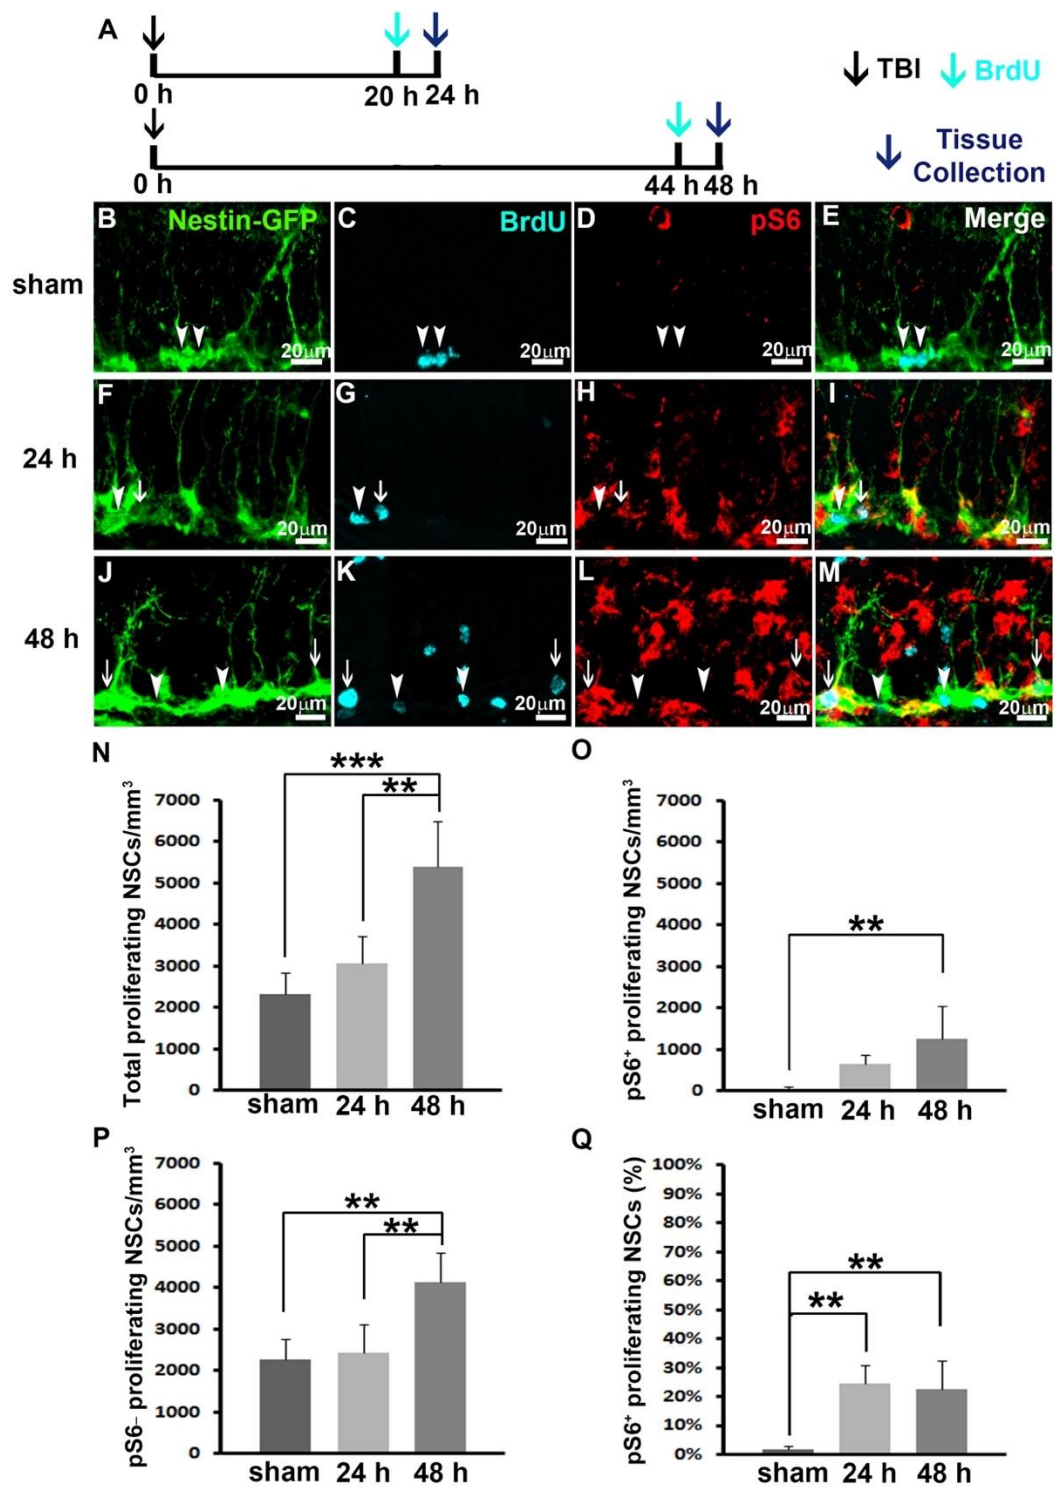 A
TBI
BrdU
0 h
20 h
24 h
Tissue
Collection
0 h
44 h
48 h
B
Nestin-GFP
C
BrdU
D
pS6
E
Merge
sham
20μm
20μm
20μm
20μm
F
G
H
I
24 h
20μm
20μm
20μm
20μm
J
K
L
M
48 h
20μm
20μm
20μm
20μm
N
Total proliferating NSCs/mm³
7000
6000
5000
4000
3000
2000
1000
0
***
**
sham
24 h
48 h
O
pS6⁺ proliferating NSCs/mm³
7000
6000
5000
4000
3000
2000
1000
0
**
sham
24 h
48 h
P
pS6⁻ proliferating NSCs/mm³
7000
6000
5000
4000
3000
2000
1000
0
**
**
sham
24 h
48 h
Q
pS6⁺ proliferating NSCs (%)
100%
90%
80%
70%
60%
50%
40%
30%
20%
10%
0%
**
**
sham
24 h
48 h